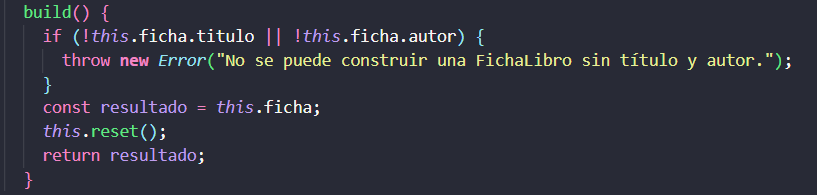 build() {
if (!this.ficha.titulo || !this.ficha.autor) {
throw new Error("No se puede construir una FichaLibro sin título y autor.");
}
const resultado = this.ficha;
this.reset();
return resultado;
}